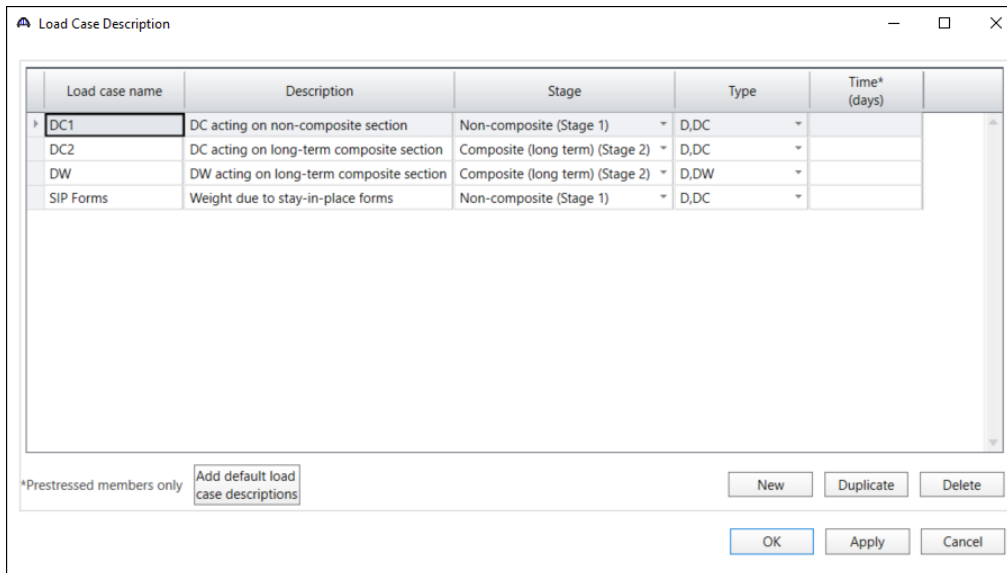 Load Case Description
Load case name Description Stage Type Time* (days)
DC1 DC acting on non-composite section Non-composite (Stage 1) D,DC
DC2 DC acting on long-term composite section Composite (long term) (Stage 2) D,DC
DW DW acting on long-term composite section Composite (long term) (Stage 2) D,DW
SIP Forms Weight due to stay-in-place forms Non-composite (Stage 1) D,DC
*Prestressed members only
Add default load
case descriptions
New Duplicate Delete
OK Apply Cancel